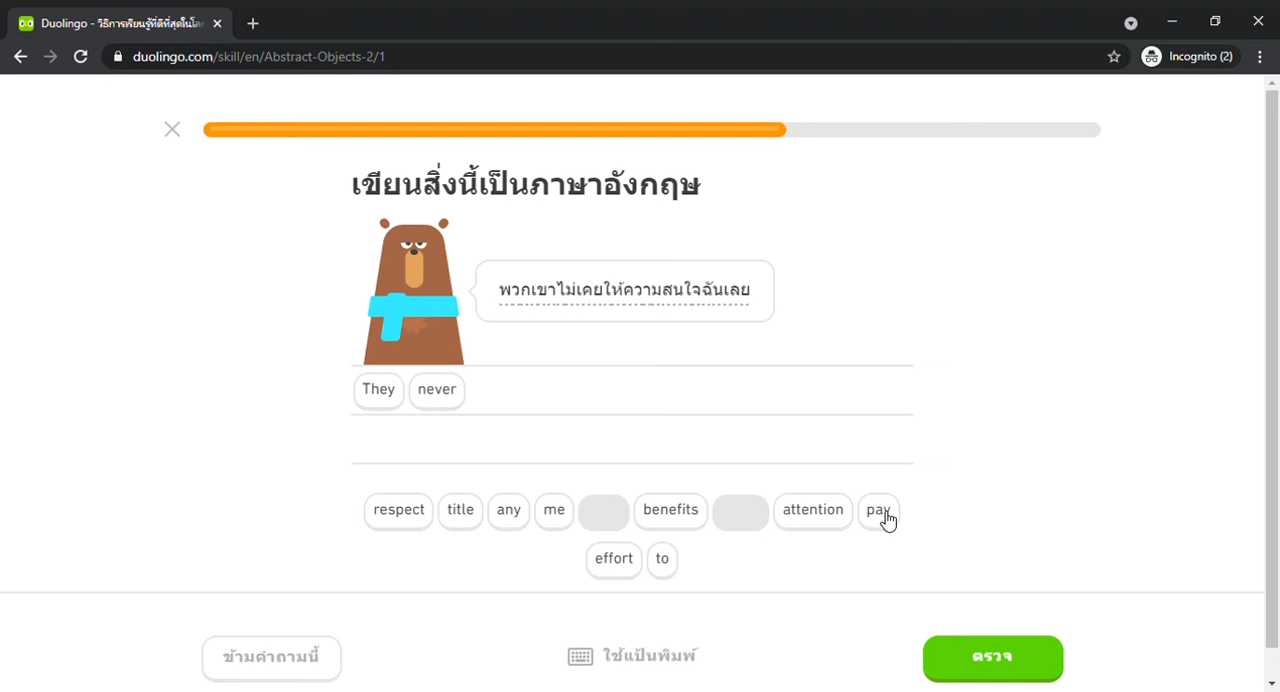 Duolingo - วิธีการเรียนรู้ที่ดีที่สุดในโล
duolingo.com/skill/en/Abstract-Objects-2/1
Incognito (2)
เขียนสิ่งนี้เป็นภาษาอังกฤษ
พวกเขาไม่เคยให้ความสนใจฉันเลย
They never
respect title any me benefits attention pay
effort to
ข้ามคำถามนี้ ใช้แป้นพิมพ์ ตรวจ